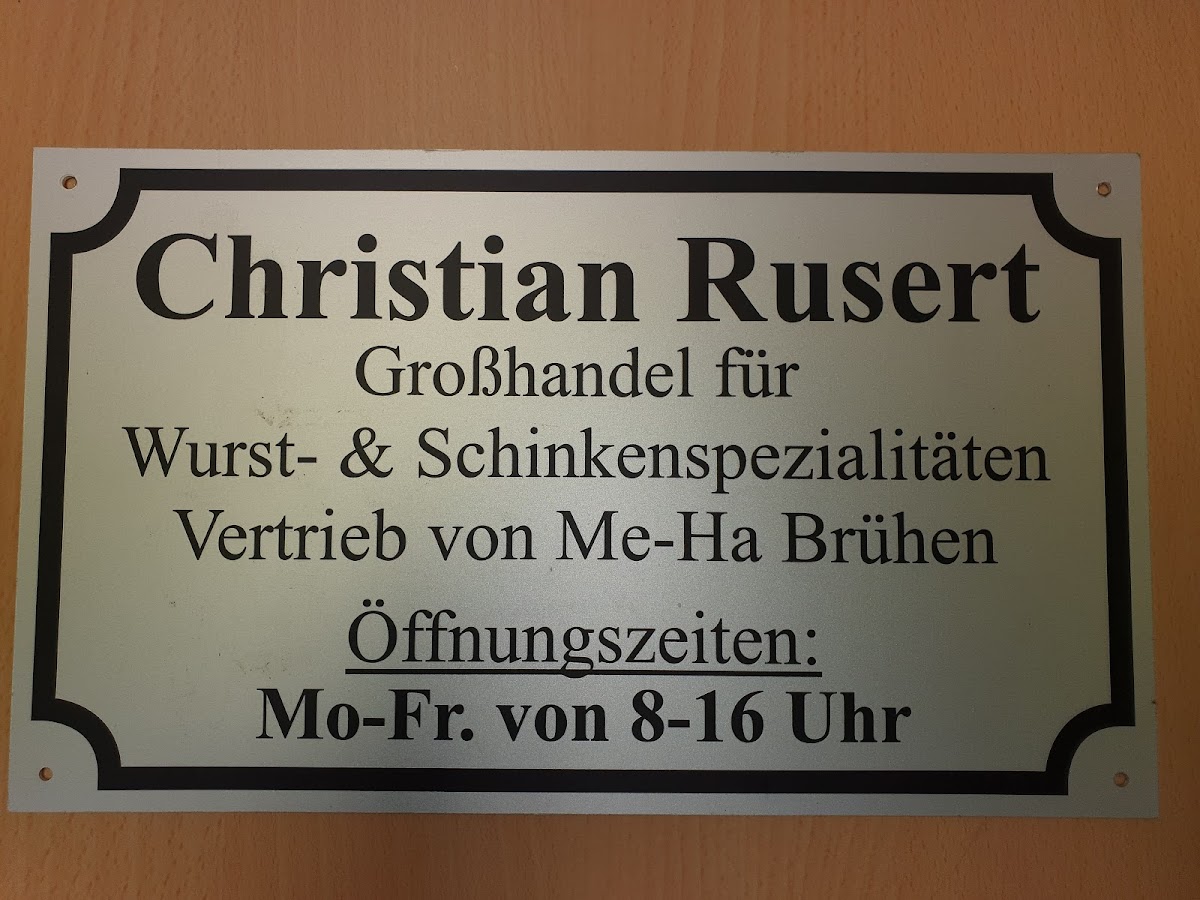 Christian Rusert
Großhandel für
Wurst- & Schinkenspezialitäten
Vertrieb von Me-Ha Brühen
Öffnungszeiten:
Mo-Fr. von 8-16 Uhr